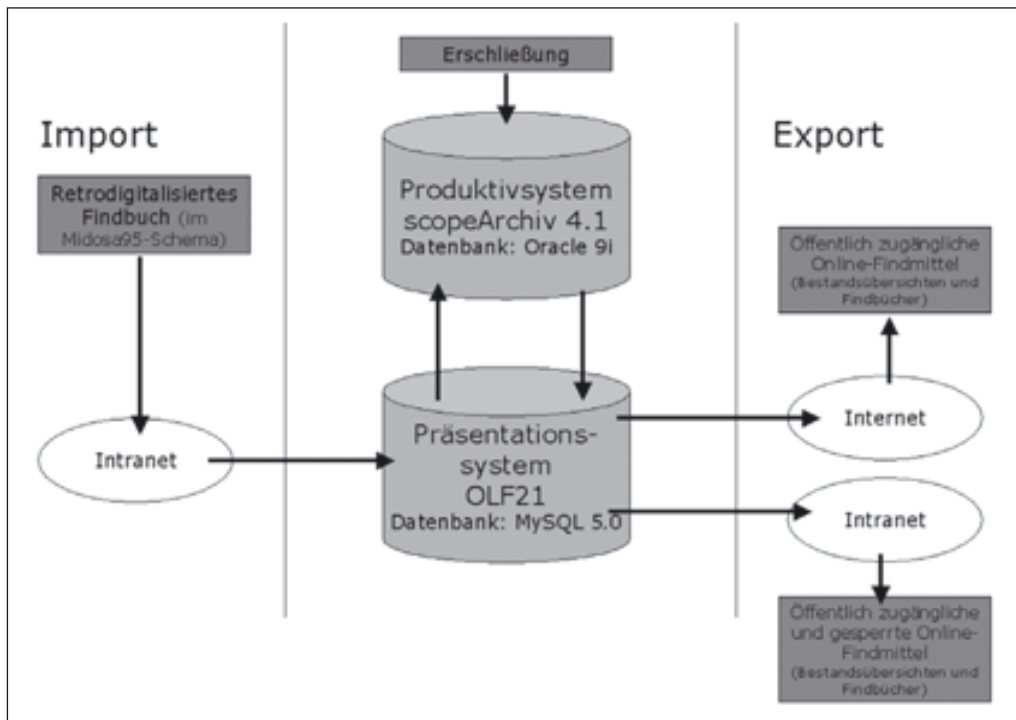 Import
Retrodigitalisiertes
Findbuch (im
Midosa95-Schema)
Intranet
Erschließung
Produktivsystem
scopeArchiv 4.1
Datenbank: Oracle 9i
Präsentations-
system
OLF21
Datenbank: MySQL 5.0
Export
Öffentlich zugängliche
Online-Findmittel
(Bestandsübersichten und
Findbücher)
Internet
Intranet
Öffentlich zugängliche
und gesperrte Online-
Findmittel
(Bestandsübersichten und
Findbücher)